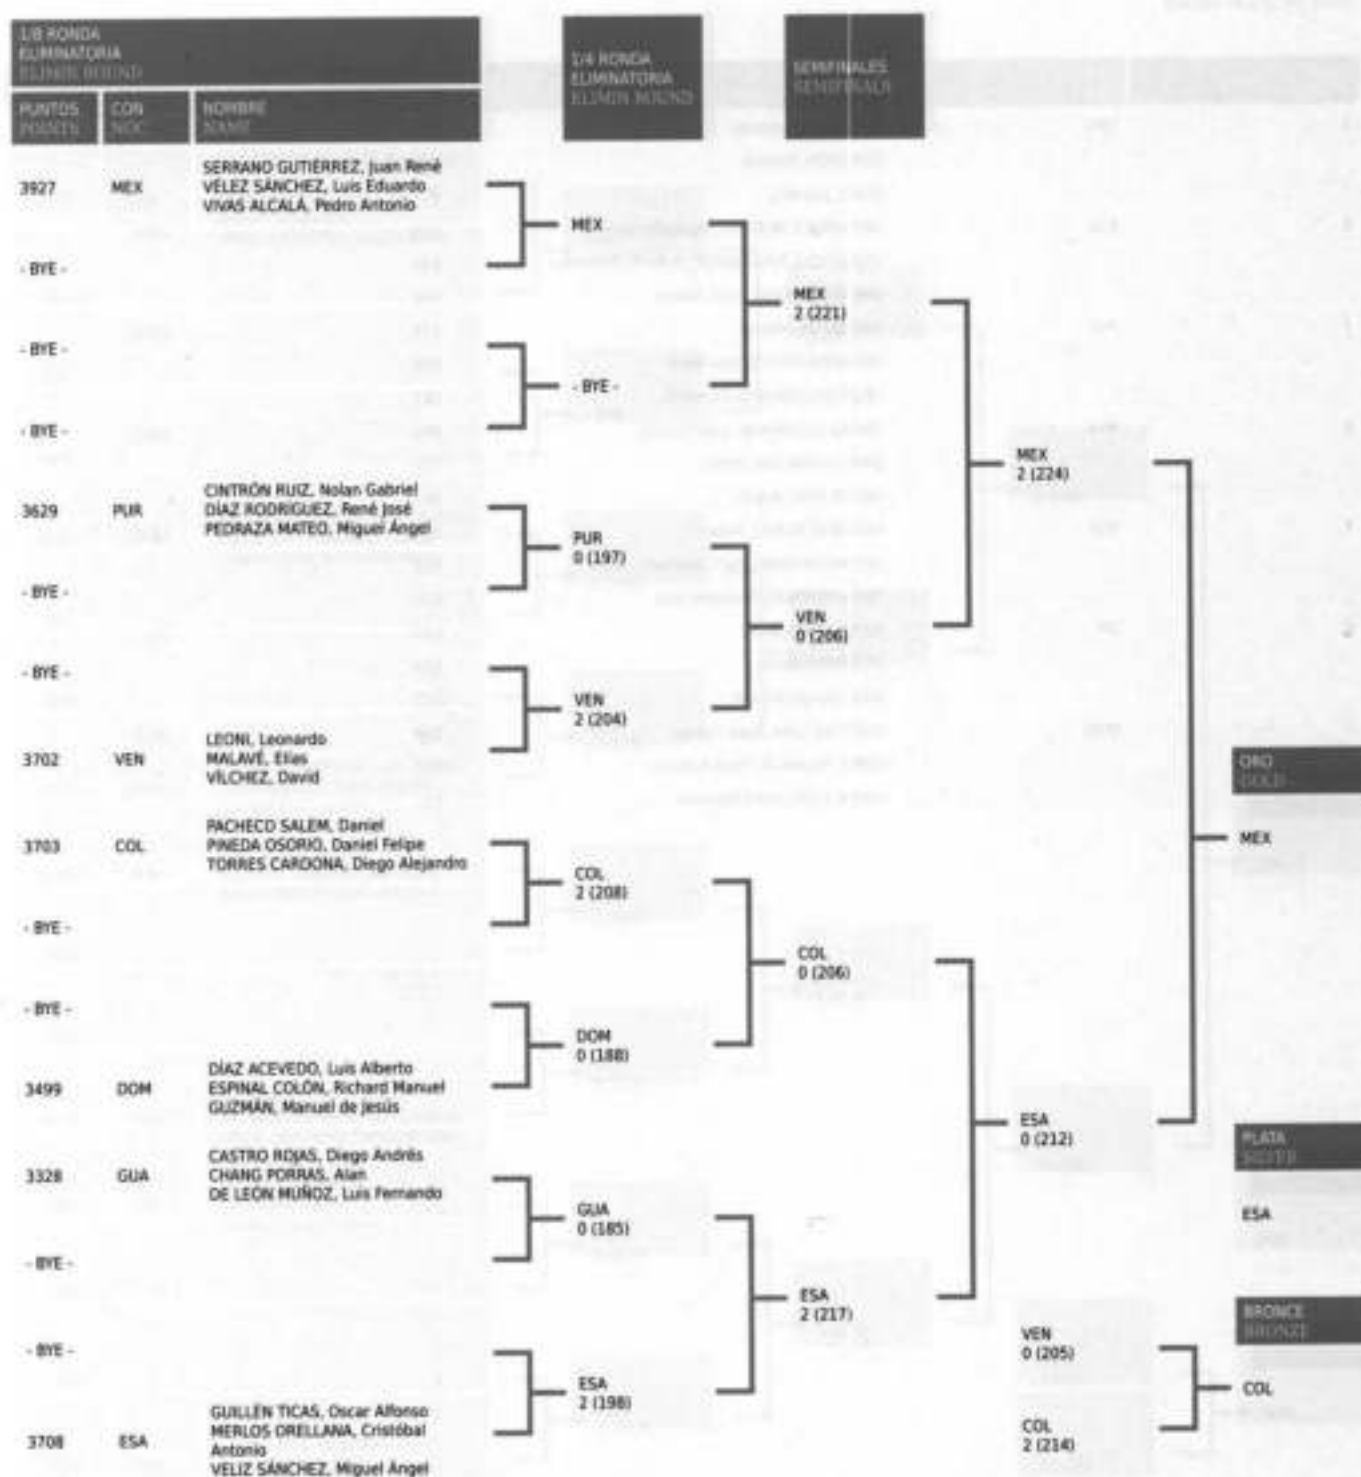 1/8 RONDA
ELIMINATORIA
ELIMIN ROUND
1/4 RONDA
ELIMINATORIA
ELIMIN ROUND
SEMIFINALES
SEMIFINALS
PUNTOS
POINTS
CON
NOC
NOMBRE
NAME
3927 MEX SERRANO GUTIÉRREZ, Juan René
VÉLEZ SÁNCHEZ, Luis Eduardo
VIVAS ALCALÁ, Pedro Antonio
MEX
- BYE -
MEX
2 (221)
- BYE -
- BYE -
- BYE -
MEX
2 (224)
3629 PUR CINTRÓN RUIZ, Nolan Gabriel
DÍAZ RODRÍGUEZ, René José
PEDRAZA MATEO, Miguel Ángel
PUR
0 (197)
- BYE -
VEN
0 (206)
- BYE -
VEN
2 (204)
3702 VEN LEONI, Leonardo
MALAVÉ, Elías
VÍLCHEZ, David
ORO
GOLD
MEX
3703 COL PACHECO SALEM, Daniel
PINEDA OSORIO, Daniel Felipe
TORRES CARDONA, Diego Alejandro
COL
2 (208)
- BYE -
COL
0 (206)
- BYE -
DOM
0 (188)
3499 DOM DÍAZ ACEVEDO, Luis Alberto
ESPINAL COLÓN, Richard Manuel
GUZMÁN, Manuel de Jesús
ESA
0 (212)
PLATA
SILVER
ESA
3328 GUA CASTRO ROJAS, Diego Andrés
CHANG PORRAS, Alan
DE LEÓN MUÑOZ, Luis Fernando
GUA
0 (185)
- BYE -
ESA
2 (217)
BRONCE
BRONZE
- BYE -
VEN
0 (205)
ESA
2 (198)
COL
COL
2 (214)
3708 ESA GUILLÉN TICAS, Oscar Alfonso
MERLOS ORELLANA, Cristóbal
Antonio
VELIZ SÁNCHEZ, Miguel Ángel